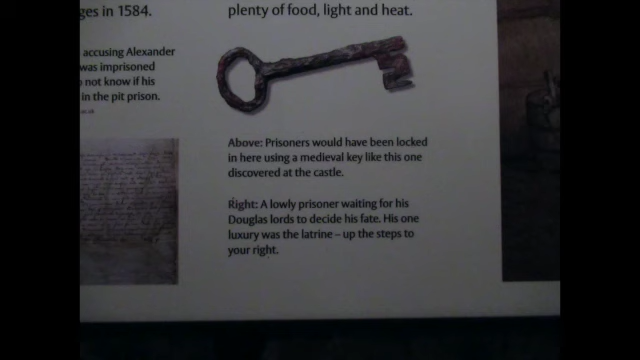 ges in 1584.
accusing Alexander
was imprisoned
not know if his
in the pit prison.
plenty of food, light and heat.
Above: Prisoners would have been locked
in here using a medieval key like this one
discovered at the castle.
Right: A lowly prisoner waiting for his
Douglas lords to decide his fate. His one
luxury was the latrine – up the steps to
your right.